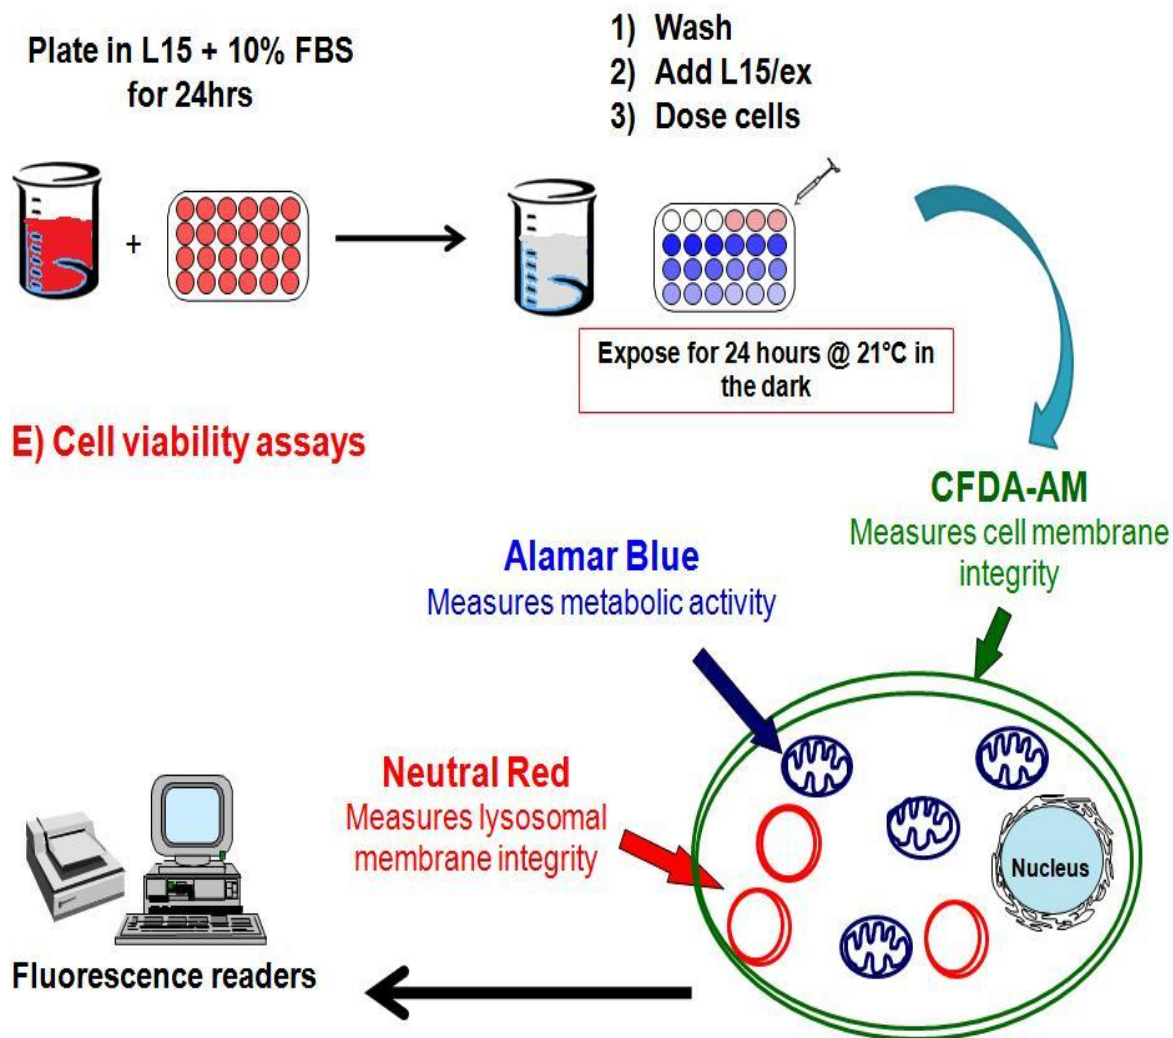 Plate in L15 + 10% FBS
for 24hrs
1) Wash
2) Add L15/ex
3) Dose cells
+
Expose for 24 hours @ 21°C in
the dark
E) Cell viability assays
CFDA-AM
Measures cell membrane
integrity
Alamar Blue
Measures metabolic activity
Neutral Red
Measures lysosomal
membrane integrity
Nucleus
Fluorescence readers